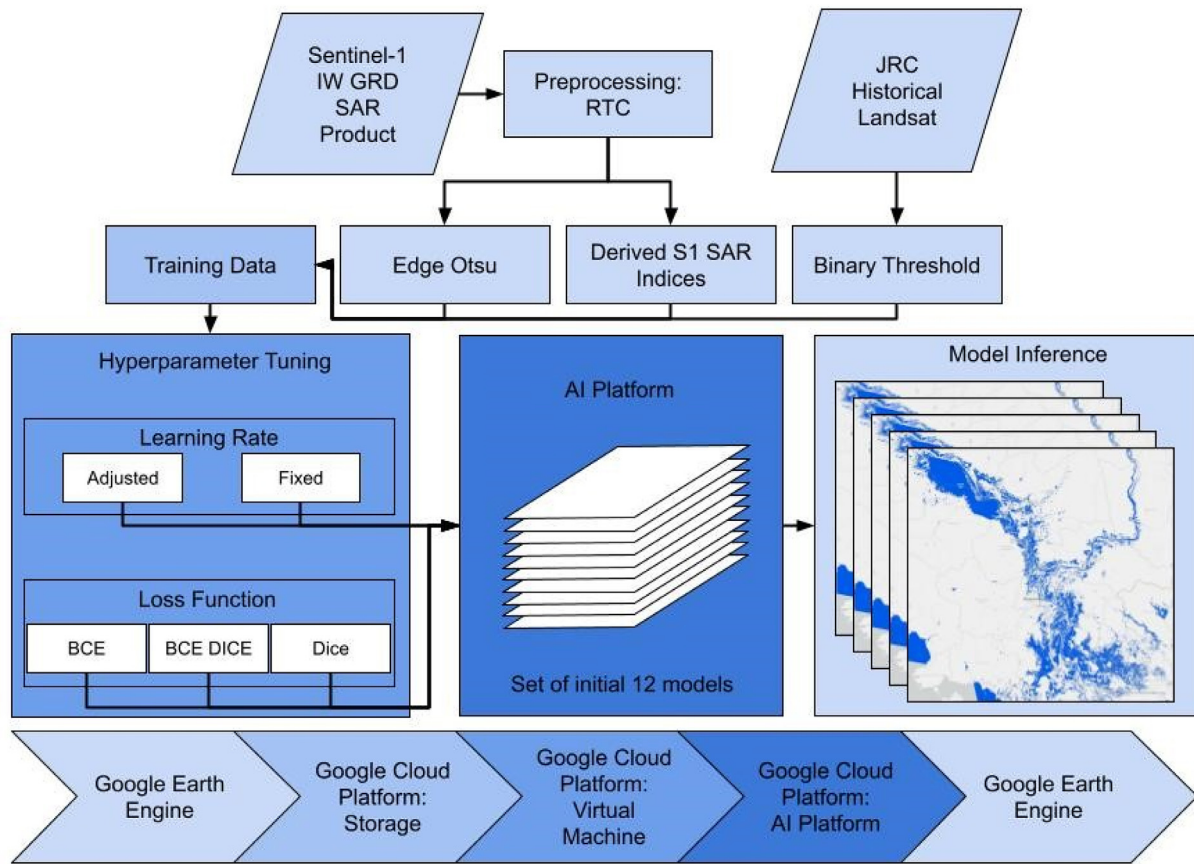 Sentinel-1
IW GRD
SAR
Product
Preprocessing:
RTC
JRC
Historical
Landsat
Training Data
Edge Otsu
Derived S1 SAR
Indices
Binary Threshold
Hyperparameter Tuning
Learning Rate
Adjusted
Fixed
Loss Function
BCE
BCE DICE
Dice
AI Platform
Set of initial 12 models
Model Inference
Google Earth
Engine
Google Cloud
Platform:
Storage
Google Cloud
Platform:
Virtual
Machine
Google Cloud
Platform:
AI Platform
Google Earth
Engine